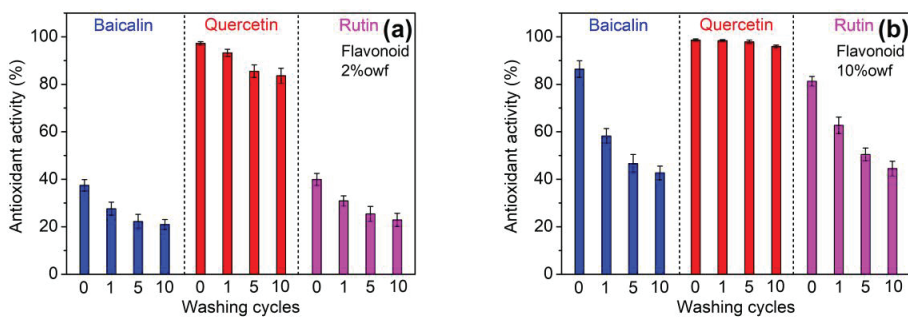 Baicalin Quercetin Rutin (a)
Flavonoid
2%owf
100
80
60
40
20
0
Antioxidant activity (%)
0 1 5 10 0 1 5 10 0 1 5 10
Washing cycles
Baicalin Quercetin Rutin (b)
Flavonoid
10%owf
100
80
60
40
20
0
Antioxidant activity (%)
0 1 5 10 0 1 5 10 0 1 5 10
Washing cycles